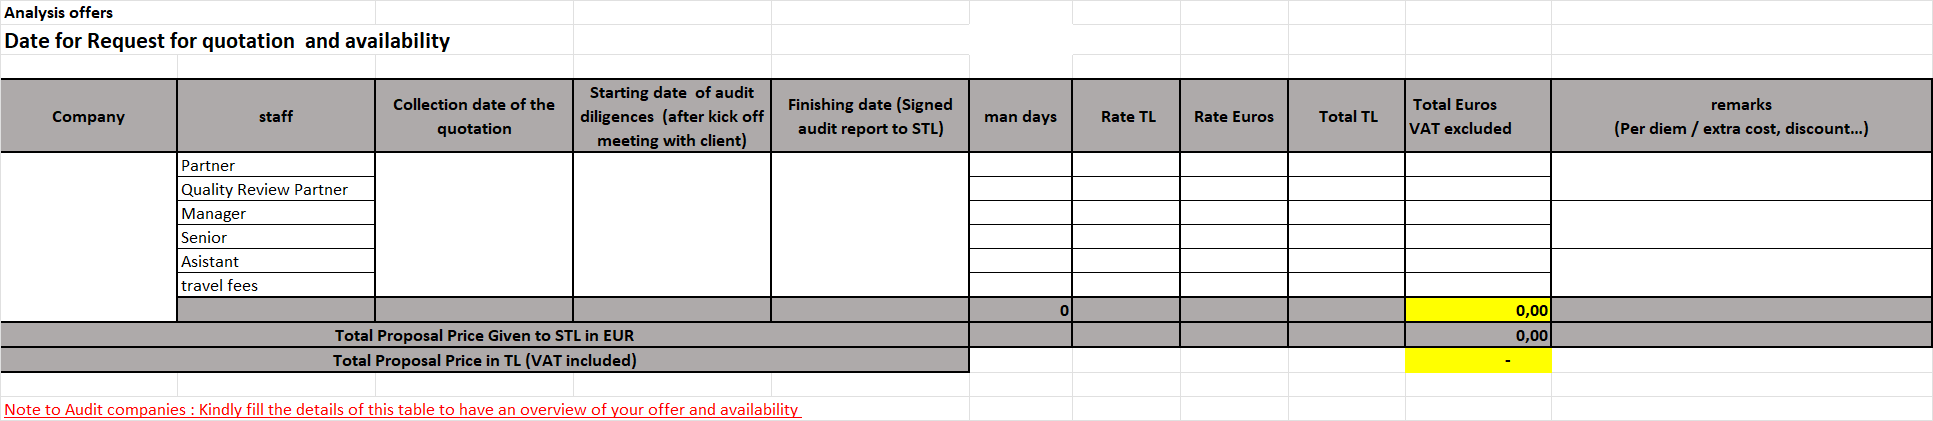 Analysis offers
Date for Request for quotation  and availability
Company
staff
Collection date of the
quotation
Starting date  of audit
diligences  (after kick off
meeting with client)
Finishing date (Signed
audit report to STL)
man days
Rate TL
Rate Euros
Total TL
Total Euros
VAT excluded
remarks
(Per diem / extra cost, discount...)
Partner
Quality Review Partner
Manager
Senior
Asistant
travel fees
0
0,00
Total Proposal Price Given to STL in EUR
0,00
Total Proposal Price in TL (VAT included)
-
Note to Audit companies : Kindly fill the details of this table to have an overview of your offer and availability